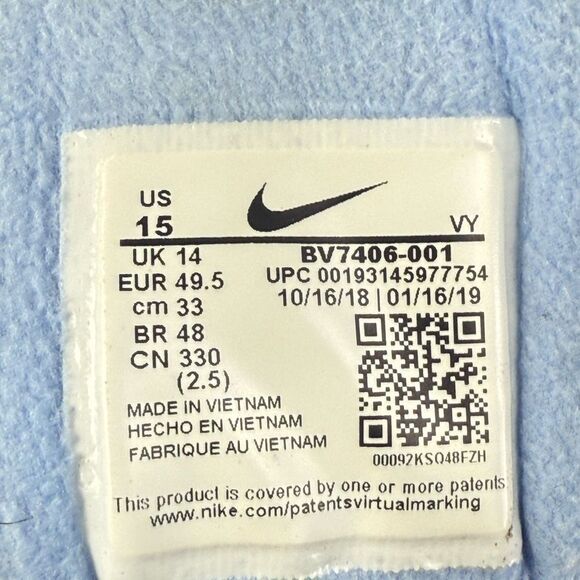 US
15 VY
UK 14
EUR 49.5
cm 33
BR 48
CN 330
(2.5)
BV7406-001
UPC 00193145977754
10/16/18 | 01/16/19
00092KSQ48FZH
MADE IN VIETNAM
HECHO EN VIETNAM
FABRIQUE AU VIETNAM
This product is covered by one or more patents
www.nike.com/patentsvirtualmarking